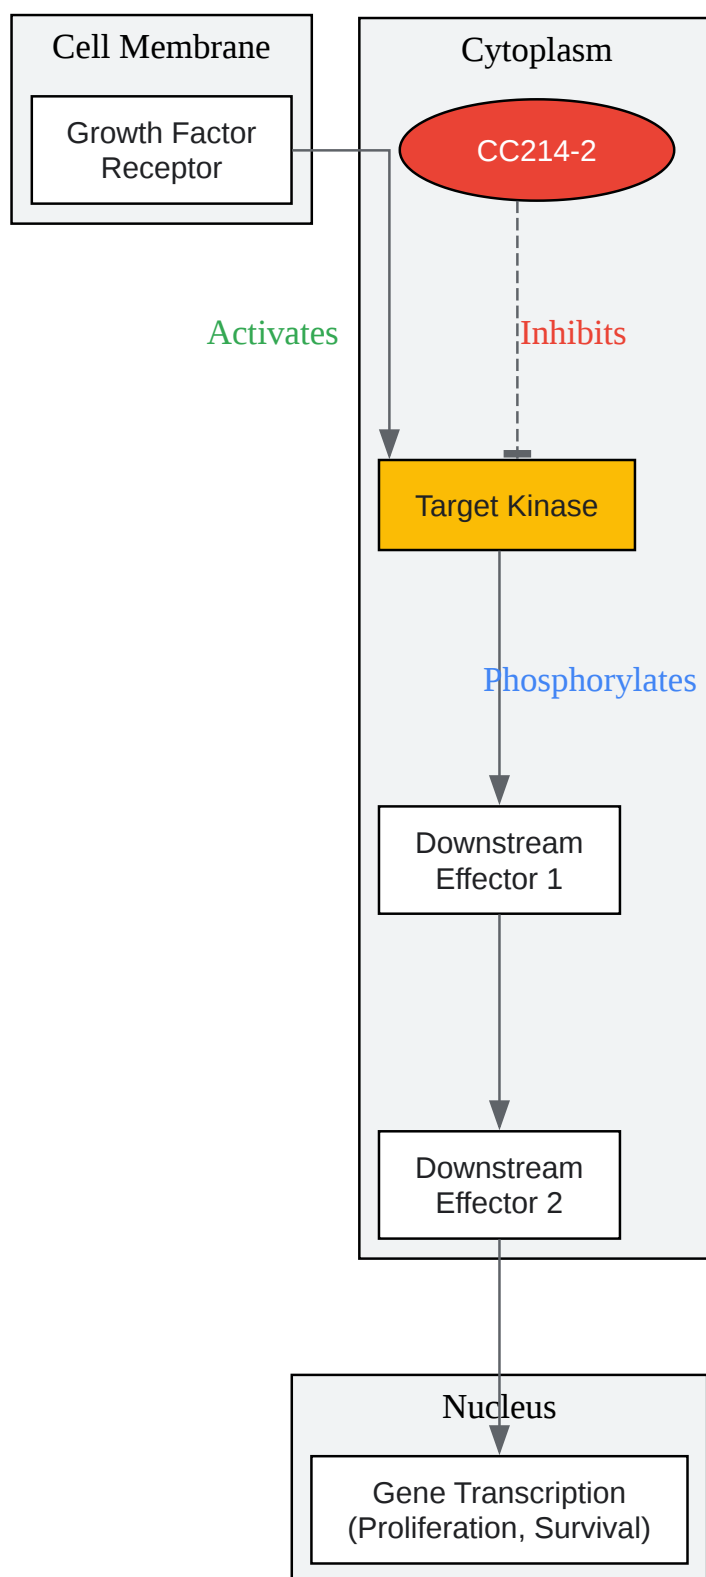 Cell Membrane
Growth Factor
Receptor
Cytoplasm
CC214-2
Activates
Inhibits
Target Kinase
Phosphorylates
Downstream
Effector 1
Downstream
Effector 2
Nucleus
Gene Transcription
(Proliferation, Survival)